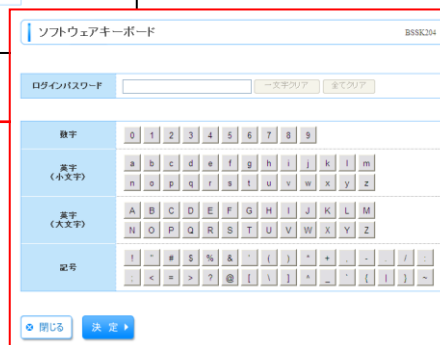 ソフトウェアキーボード BSSK204
ログインパスワード 一文字クリア 全てクリア
数字 0 1 2 3 4 5 6 7 8 9
英字
(小文字)
a b c d e f g h i j k l m
n o p q r s t u v w x y z
英字
(大文字)
A B C D E F G H I J K L M
N O P Q R S T U V W X Y Z
記号
! " # $ % & ' ( ) * + , - . / :
; < = > ? @ [ \ ] ^ _ ` { | } ~
閉じる 決 定